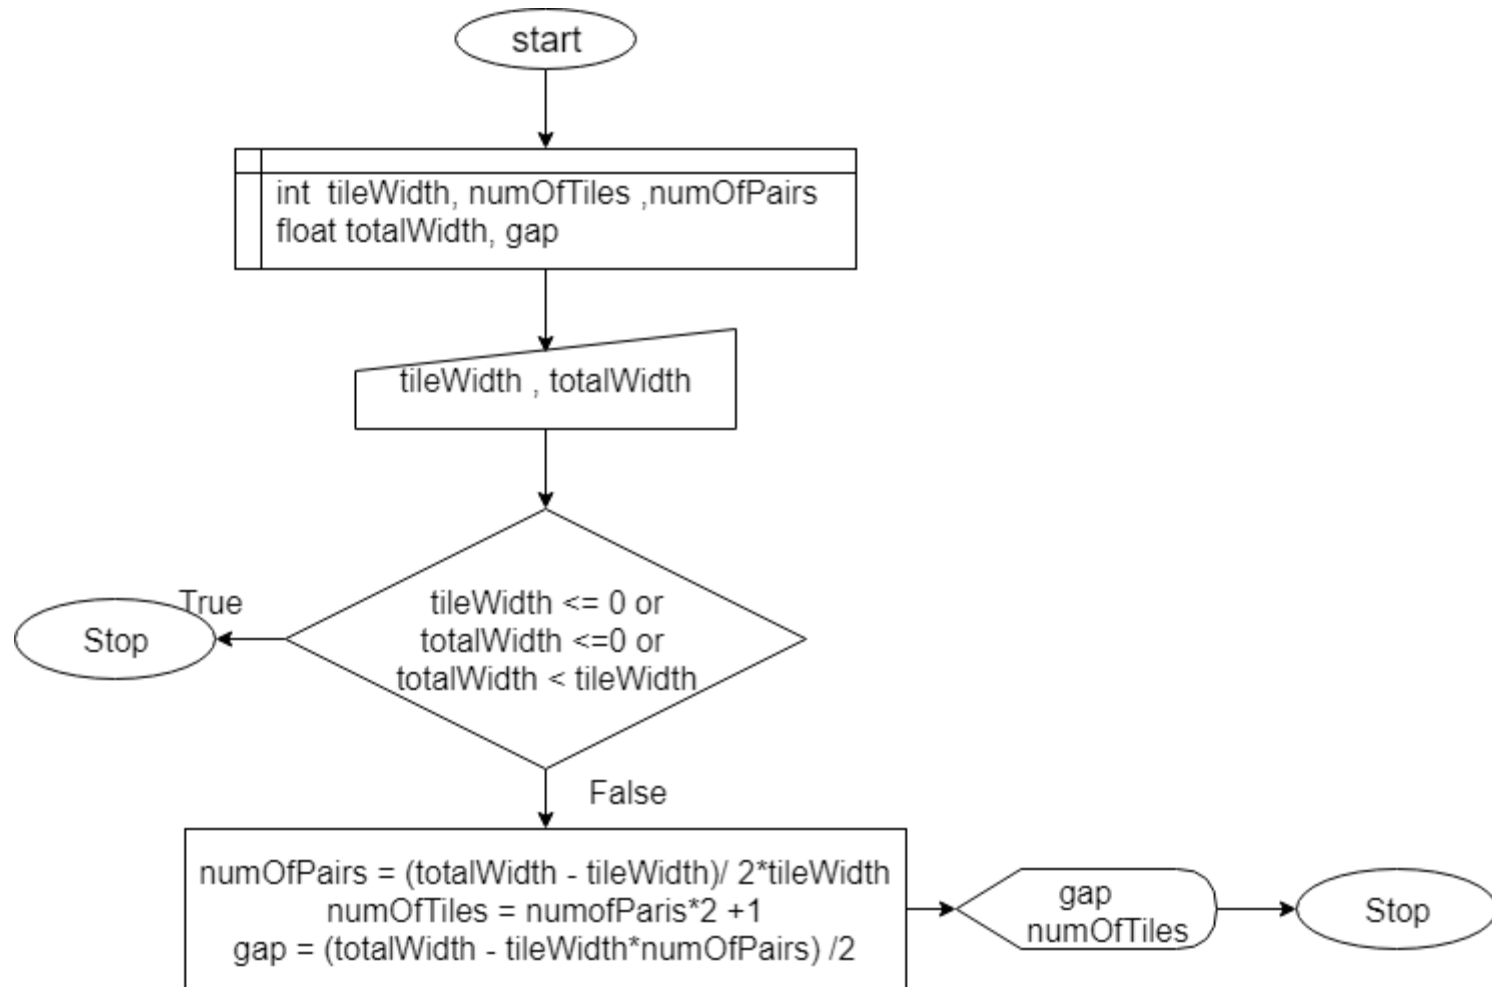 start
int  tileWidth, numOfTiles ,numOfPairs
float totalWidth, gap
tileWidth , totalWidth
True
Stop
tileWidth <= 0 or
totalWidth <=0 or
totalWidth < tileWidth
False
numOfPairs = (totalWidth - tileWidth)/ 2*tileWidth
numOfTiles = numofParis*2 +1
gap = (totalWidth - tileWidth*numOfPairs) /2
gap
numOfTiles
Stop